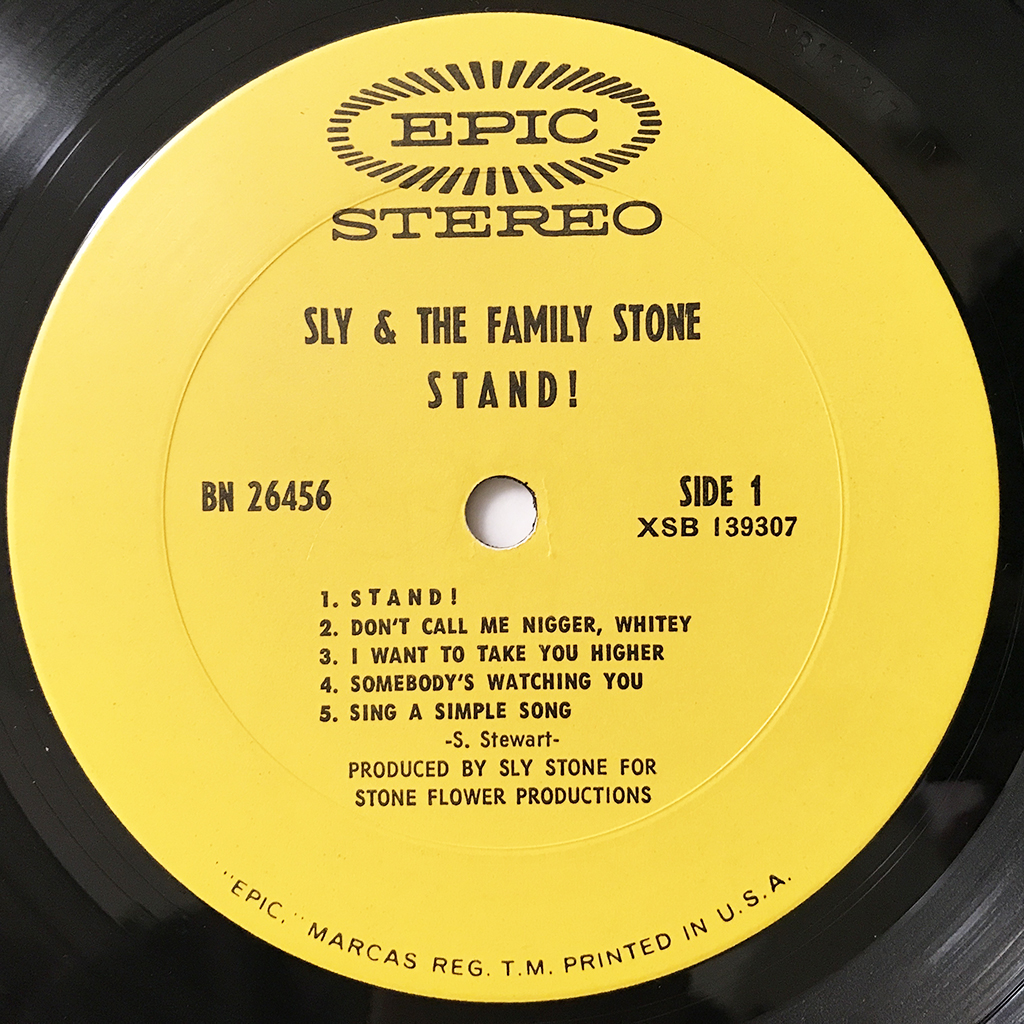 EPIC
STEREO
SLY & THE FAMILY STONE
STAND!
BN 26456
SIDE 1
XSB 139307
1. STAND!
2. DON'T CALL ME NIGGER, WHITEY
3. I WANT TO TAKE YOU HIGHER
4. SOMEBODY'S WATCHING YOU
5. SING A SIMPLE SONG
-S. Stewart-
PRODUCED BY SLY STONE FOR
STONE FLOWER PRODUCTIONS
"EPIC," MARCAS REG. T.M. PRINTED IN U.S.A.